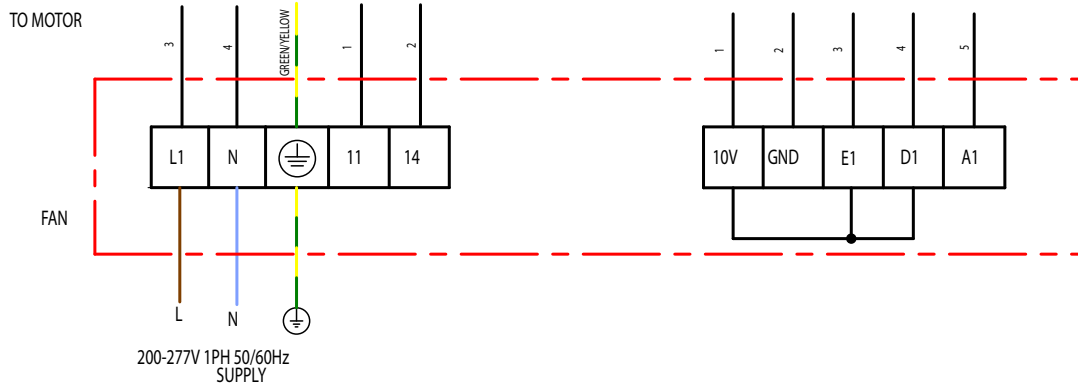 TO MOTOR
3
4
GREEN/YELLOW
1
2
1
2
3
4
5
L1
N
11
14
10V
GND
E1
D1
A1
FAN
L
N
200-277V 1PH 50/60Hz
SUPPLY